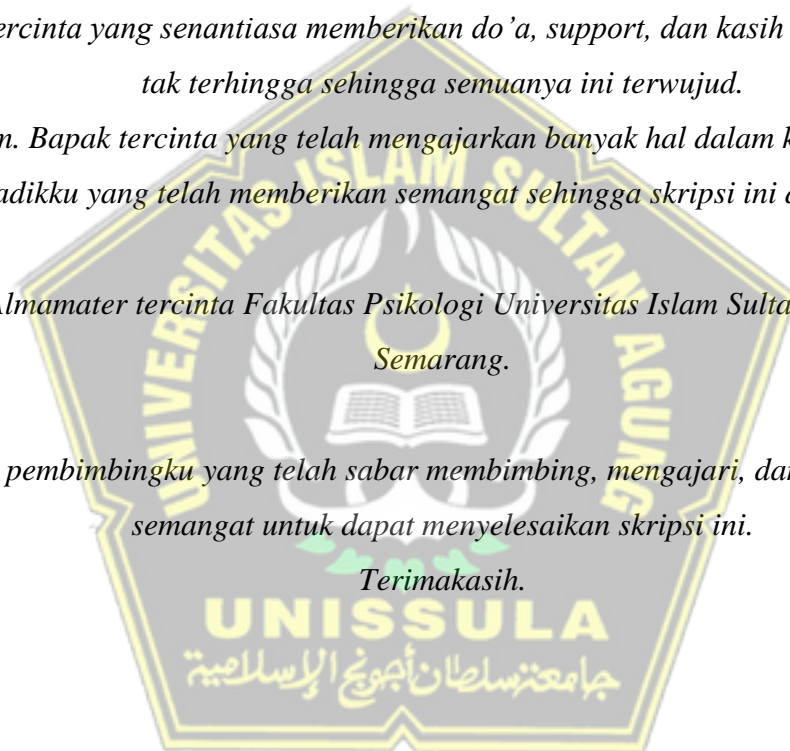 ercinta yang senantiasa memberikan do’a, support, dan kasih
tak terhingga sehingga semuanya ini terwujud.
m. Bapak tercinta yang telah mengajarkan banyak hal dalam k
adikku yang telah memberikan semangat sehingga skripsi ini d
Almamater tercinta Fakultas Psikologi Universitas Islam Sulta
Semarang.
pembimbingku yang telah sabar membimbing, mengajari, dan
semangat untuk dapat menyelesaikan skripsi ini.
Terimakasih.
UNIVERSITAS ISLAM SULTAN AGUNG
UNISSULA
جامعة سلطان أجونج الإسلامية